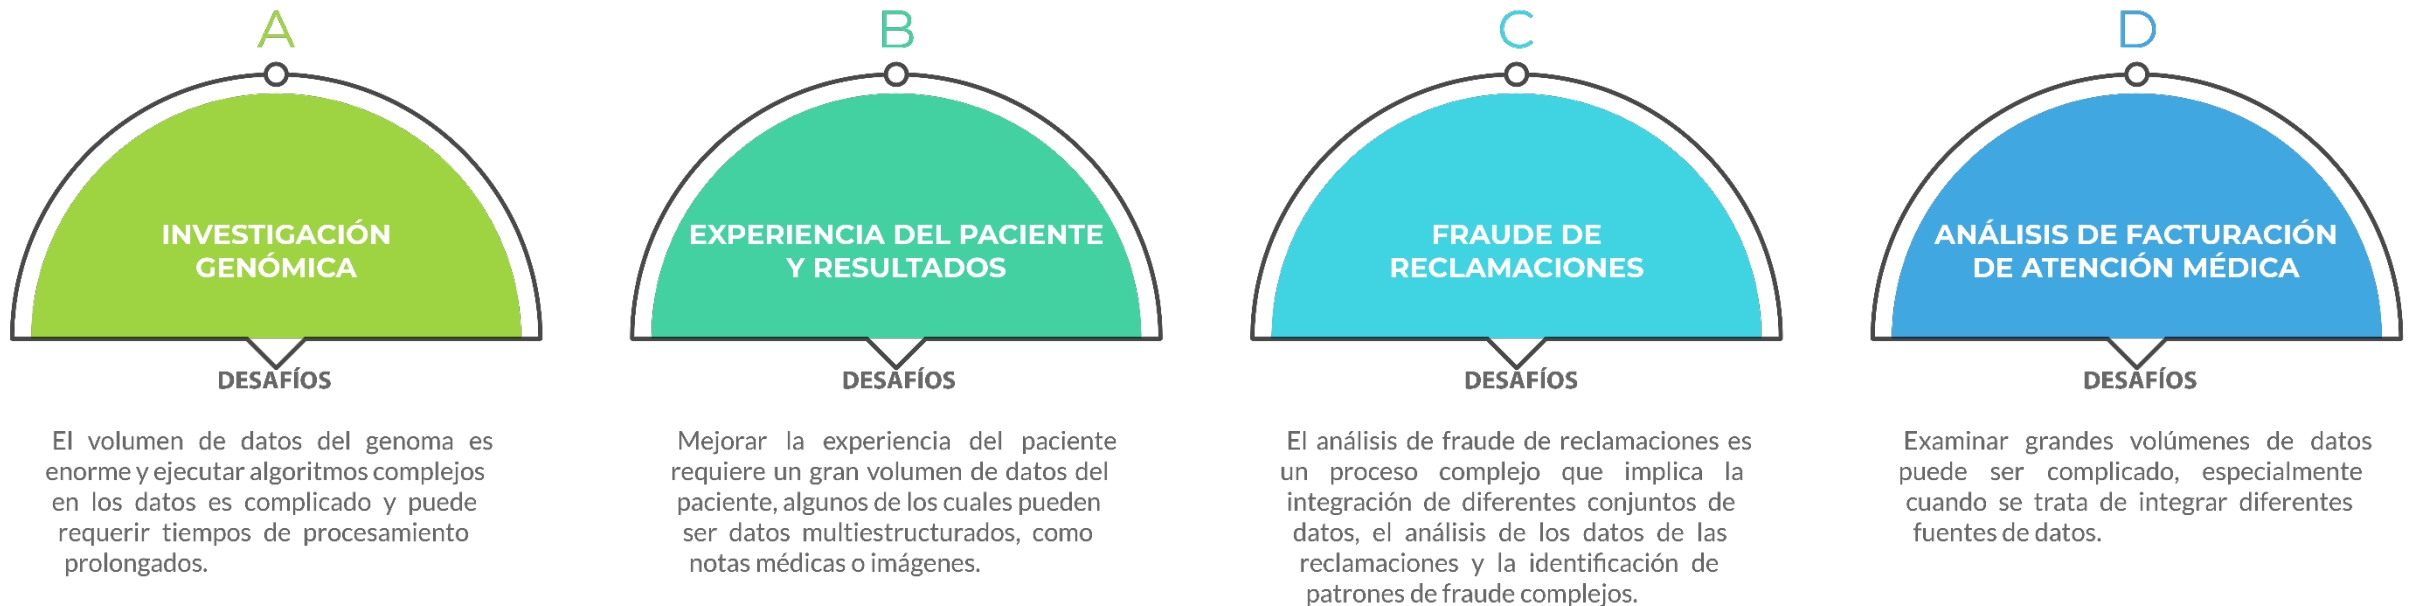 A
INVESTIGACIÓN
GENÓMICA
DESAFÍOS
El volumen de datos del genoma es
enorme y ejecutar algoritmos complejos
en los datos es complicado y puede
requerir tiempos de procesamiento
prolongados.
B
EXPERIENCIA DEL PACIENTE
Y RESULTADOS
DESAFÍOS
Mejorar la experiencia del paciente
requiere un gran volumen de datos del
paciente, algunos de los cuales pueden
ser datos multiestructurados, como
notas médicas o imágenes.
C
FRAUDE DE
RECLAMACIONES
DESAFÍOS
El análisis de fraude de reclamaciones es
un proceso complejo que implica la
integración de diferentes conjuntos de
datos, el análisis de los datos de las
reclamaciones y la identificación de
patrones de fraude complejos.
D
ANÁLISIS DE FACTURACIÓN
DE ATENCIÓN MÉDICA
DESAFÍOS
Examinar grandes volúmenes de datos
puede ser complicado, especialmente
cuando se trata de integrar diferentes
fuentes de datos.